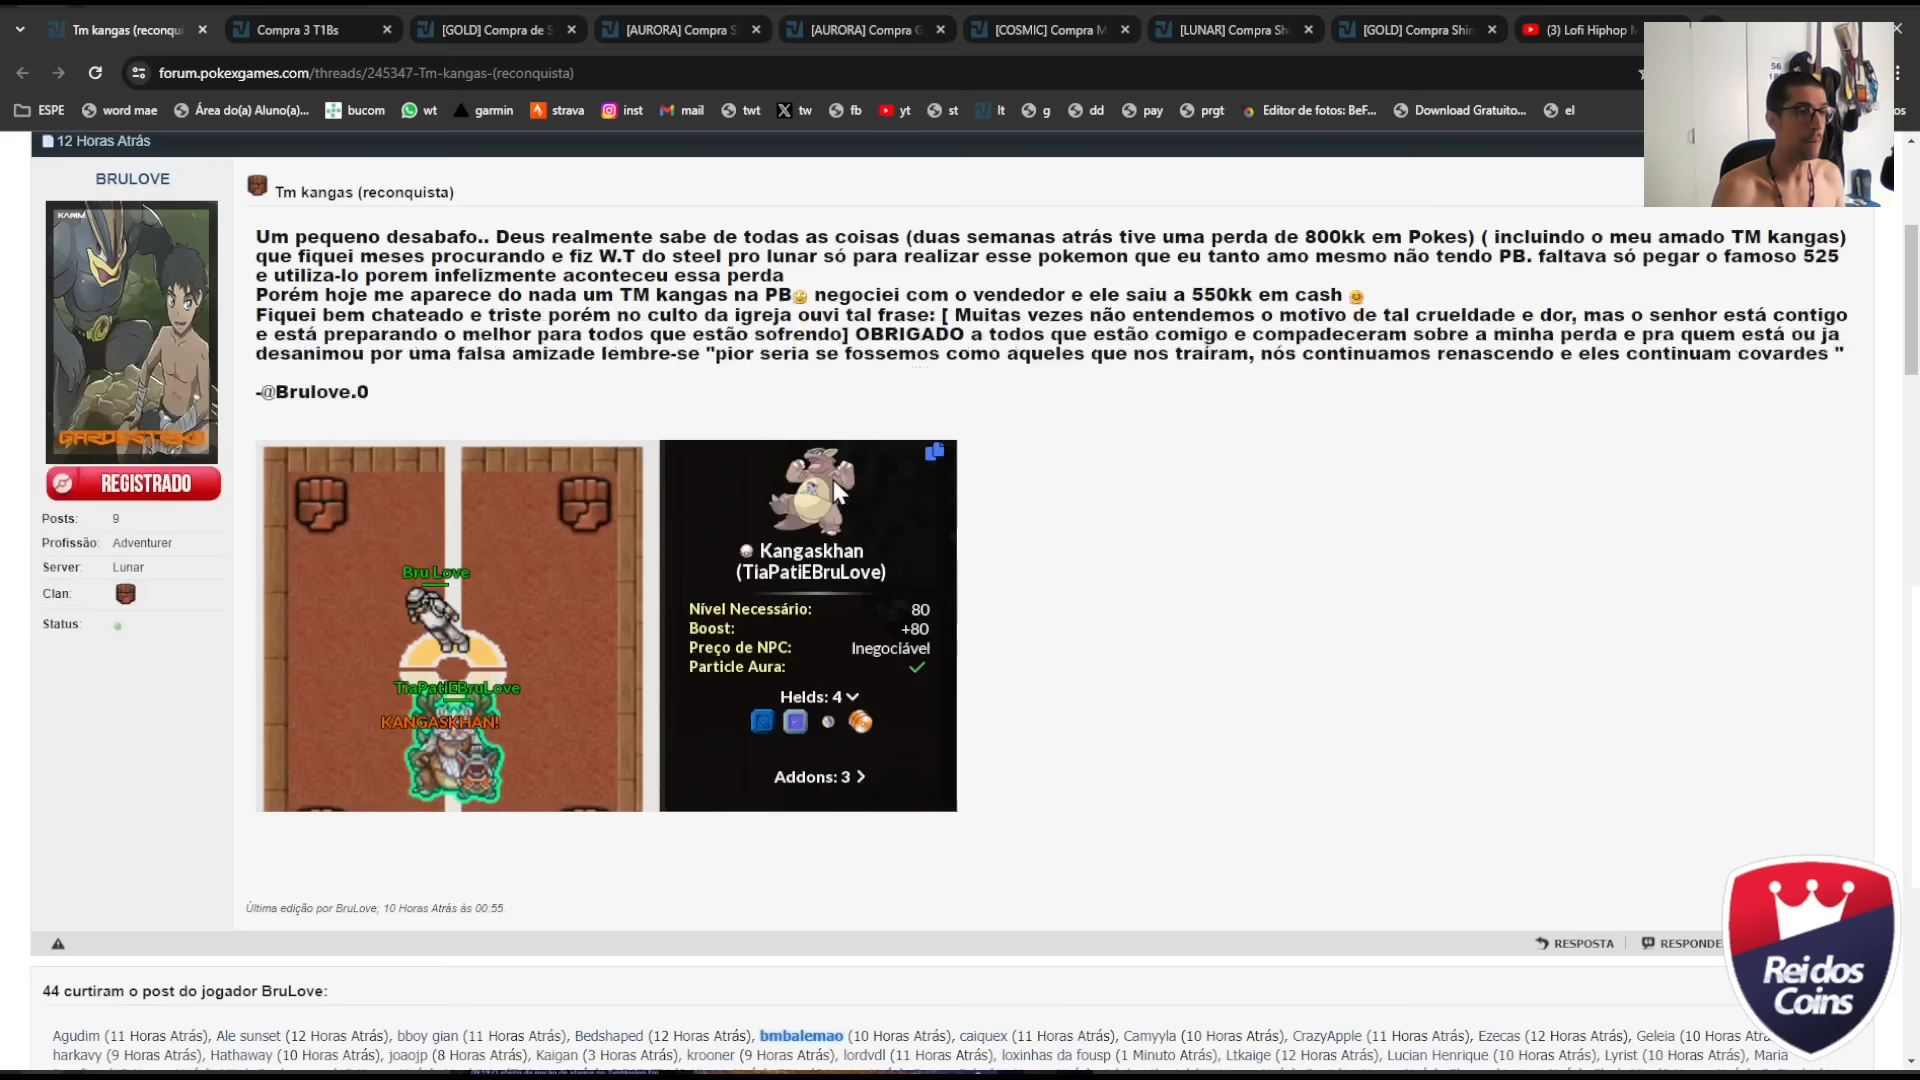 Tm kangas (reconqui
Compra 3 T1Bs
[GOLD] Compra de S
[AURORA] Compra S
[AURORA] Compra G
[COSMIC] Compra M
[LUNAR] Compra Shi
[GOLD] Compra Shin
(3) Lofi Hiphop M
forum.pokexgames.com/threads/245347-Tm-kangas-(reconquista)
ESPE word mae Área do(a) Aluno(a)... bucom wt garmin strava inst mail twt tw fb yt st lt g dd pay prgt Editor de fotos: BeF... Download Gratuito... el
12 Horas Atrás
BRULOVE
KARIM
GARDESTRIKE
REGISTRADO
Posts: 9
Profissão: Adventurer
Server: Lunar
Clan:
Status:
Tm kangas (reconquista)
Um pequeno desabafo.. Deus realmente sabe de todas as coisas (duas semanas atrás tive uma perda de 800kk em Pokes) ( incluindo o meu amado TM kangas)
que fiquei meses procurando e fiz W.T do steel pro lunar só para realizar esse pokemon que eu tanto amo mesmo não tendo PB. faltava só pegar o famoso 525
e utiliza-lo porem infelizmente aconteceu essa perda
Porém hoje me aparece do nada um TM kangas na PB negociei com o vendedor e ele saiu a 550kk em cash
Fiquei bem chateado e triste porém no culto da igreja ouvi tal frase: [ Muitas vezes não entendemos o motivo de tal crueldade e dor, mas o senhor está contigo
e está preparando o melhor para todos que estão sofrendo] OBRIGADO a todos que estão comigo e compadeceram sobre a minha perda e pra quem está ou ja
desanimou por uma falsa amizade lembre-se "pior seria se fossemos como aqueles que nos traíram, nós continuamos renascendo e eles continuam covardes "
-@Brulove.0
Bru Love
TiaPatiEBruLove
KANGASKHAN!
Kangaskhan
(TiaPatiEBruLove)
Nível Necessário: 80
Boost: +80
Preço de NPC: Inegociável
Particle Aura:
Helds: 4
Addons: 3
Última edição por BruLove; 10 Horas Atrás às 00:55.
RESPOSTA
RESPONDE
Rei dos
Coins
44 curtiram o post do jogador BruLove:
Agudim (11 Horas Atrás), Ale sunset (12 Horas Atrás), bboy gian (11 Horas Atrás), Bedshaped (12 Horas Atrás), bmbalemao (10 Horas Atrás), caiquex (11 Horas Atrás), Camyyla (10 Horas Atrás), CrazyApple (11 Horas Atrás), Ezecas (12 Horas Atrás), Geleia (10 Horas
harkavy (9 Horas Atrás), Hathaway (10 Horas Atrás), joaojp (8 Horas Atrás), Kaigan (3 Horas Atrás), krooner (9 Horas Atrás), lordvdl (11 Horas Atrás), loxinhas da fousp (1 Minuto Atrás), Ltkaige (12 Horas Atrás), Lucian Henrique (10 Horas Atrás), Lyrist (10 Horas Atrás), Maria